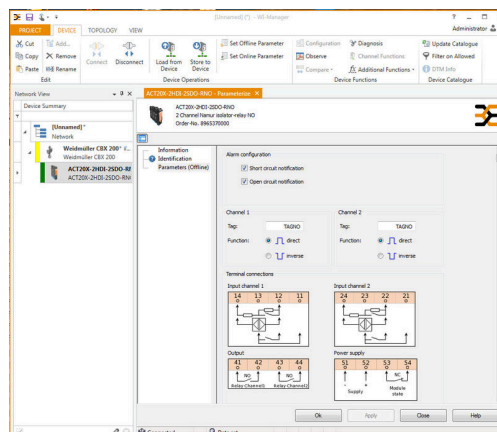 [Unnamed] (*) - WI-Manager
PROJECT DEVICE TOPOLOGY VIEW Administrator
Cut Add... Set Offline Parameter Configuration Diagnosis Update Catalogue
Copy Remove Connect Disconnect Load from Device Store to Device Set Online Parameter Observe Channel Functions Filter on Allowed
Paste Rename Compare Additional Functions DTM Info
Edit Device Operations Device Functions Device Catalogue
Network View
ACT20X-2HDI-2SDO-RNO - Parameterize
Device Summary
ACT20X-2HDI-2SDO-RNO
2 Channel Namur isolator-relay NO
Order-No. 8965370000
[Unnamed]*
Network
Weidmüller CBX 200*
Weidmüller CBX 200
ACT20X-2HDI-2SDO-RI
ACT20X-2HDI-2SDO-RN
Information
Identification
Parameters (Offline)
Alarm configuration
Short circuit notification
Open circuit notification
Channel 1 Channel 2
Tag: TAGNO Tag: TAGNO
Function: direct Function: direct
inverse inverse
Terminal connections
Input channel 1 Input channel 2
14 13 12 11 24 23 22 21
Output Power supply
41 42 43 44 51 52 53 54
NO NO NC
Relay Channel1 Relay Channel2 Supply Module state
- +
Ok Apply Close Help
Connected